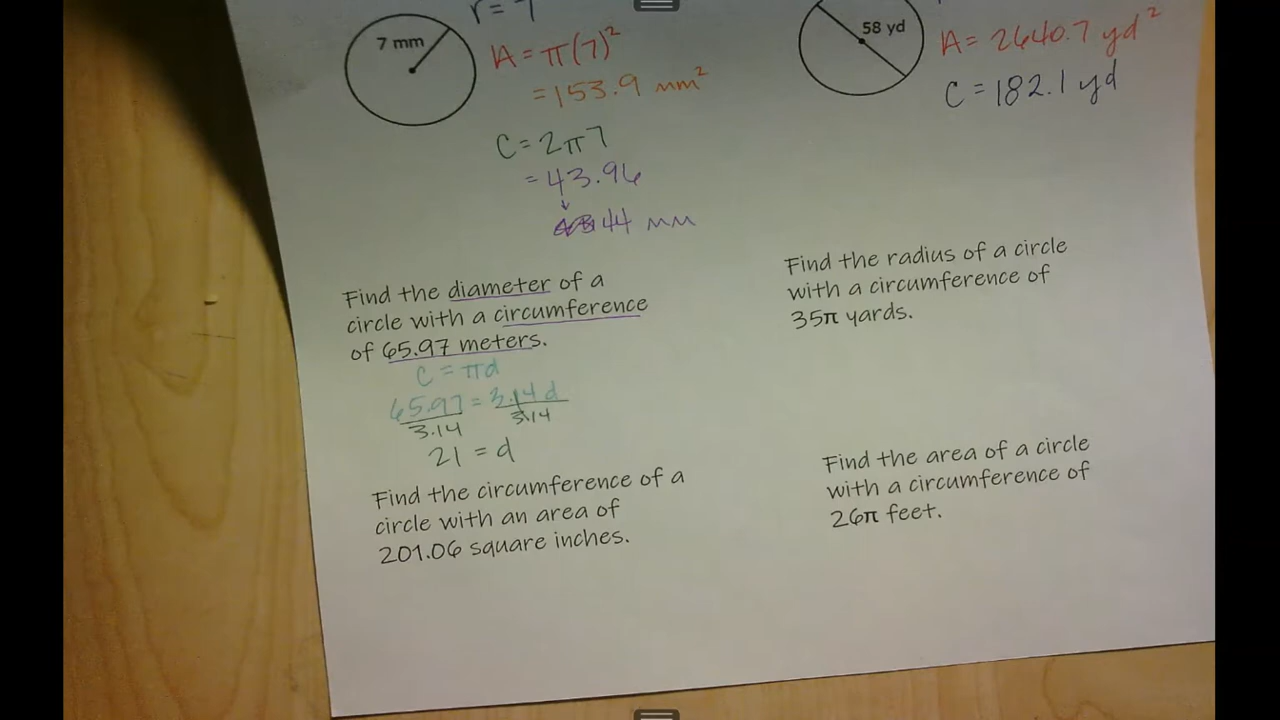 r = 7
7 mm
A = π(7)²
= 153.9 mm²
C = 2π7
= 43.96
44 mm
58 yd
A = 2640.7 yd²
C = 182.1 yd
Find the diameter of a
circle with a circumference
of 65.97 meters.
C = πd
65.97 = 3.14 d
3.14 3.14
21 = d
Find the radius of a circle
with a circumference of
35π yards.
Find the circumference of a
circle with an area of
201.06 square inches.
Find the area of a circle
with a circumference of
26π feet.